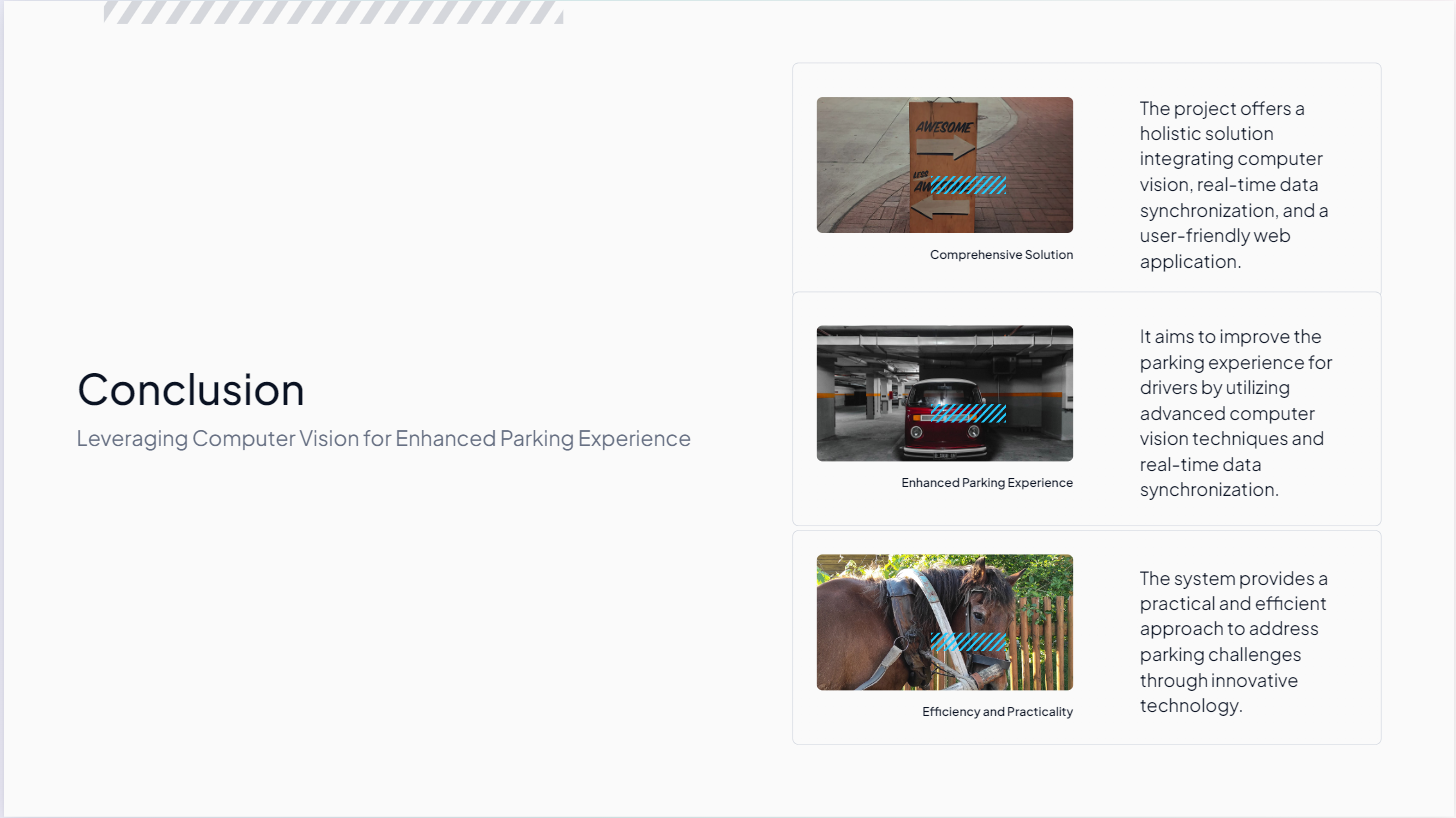 Conclusion
Leveraging Computer Vision for Enhanced Parking Experience
AWESOME
LESS
Comprehensive Solution
The project offers a
holistic solution
integrating computer
vision, real-time data
synchronization, and a
user-friendly web
application.
Enhanced Parking Experience
It aims to improve the
parking experience for
drivers by utilizing
advanced computer
vision techniques and
real-time data
synchronization.
Efficiency and Practicality
The system provides a
practical and efficient
approach to address
parking challenges
through innovative
technology.